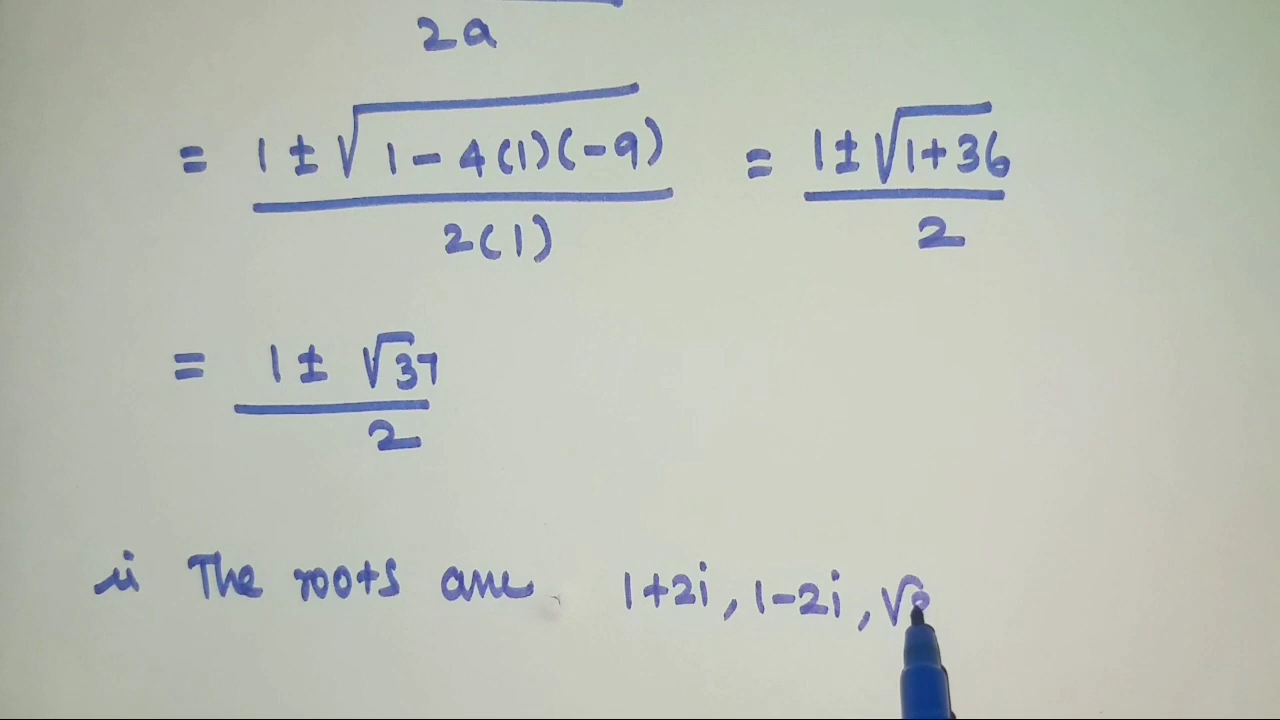 2a
= 1 ± √1 - 4(1)(-9) / 2(1) = 1 ± √1+36 / 2
= 1 ± √37 / 2
The roots are 1+2i, 1-2i, √